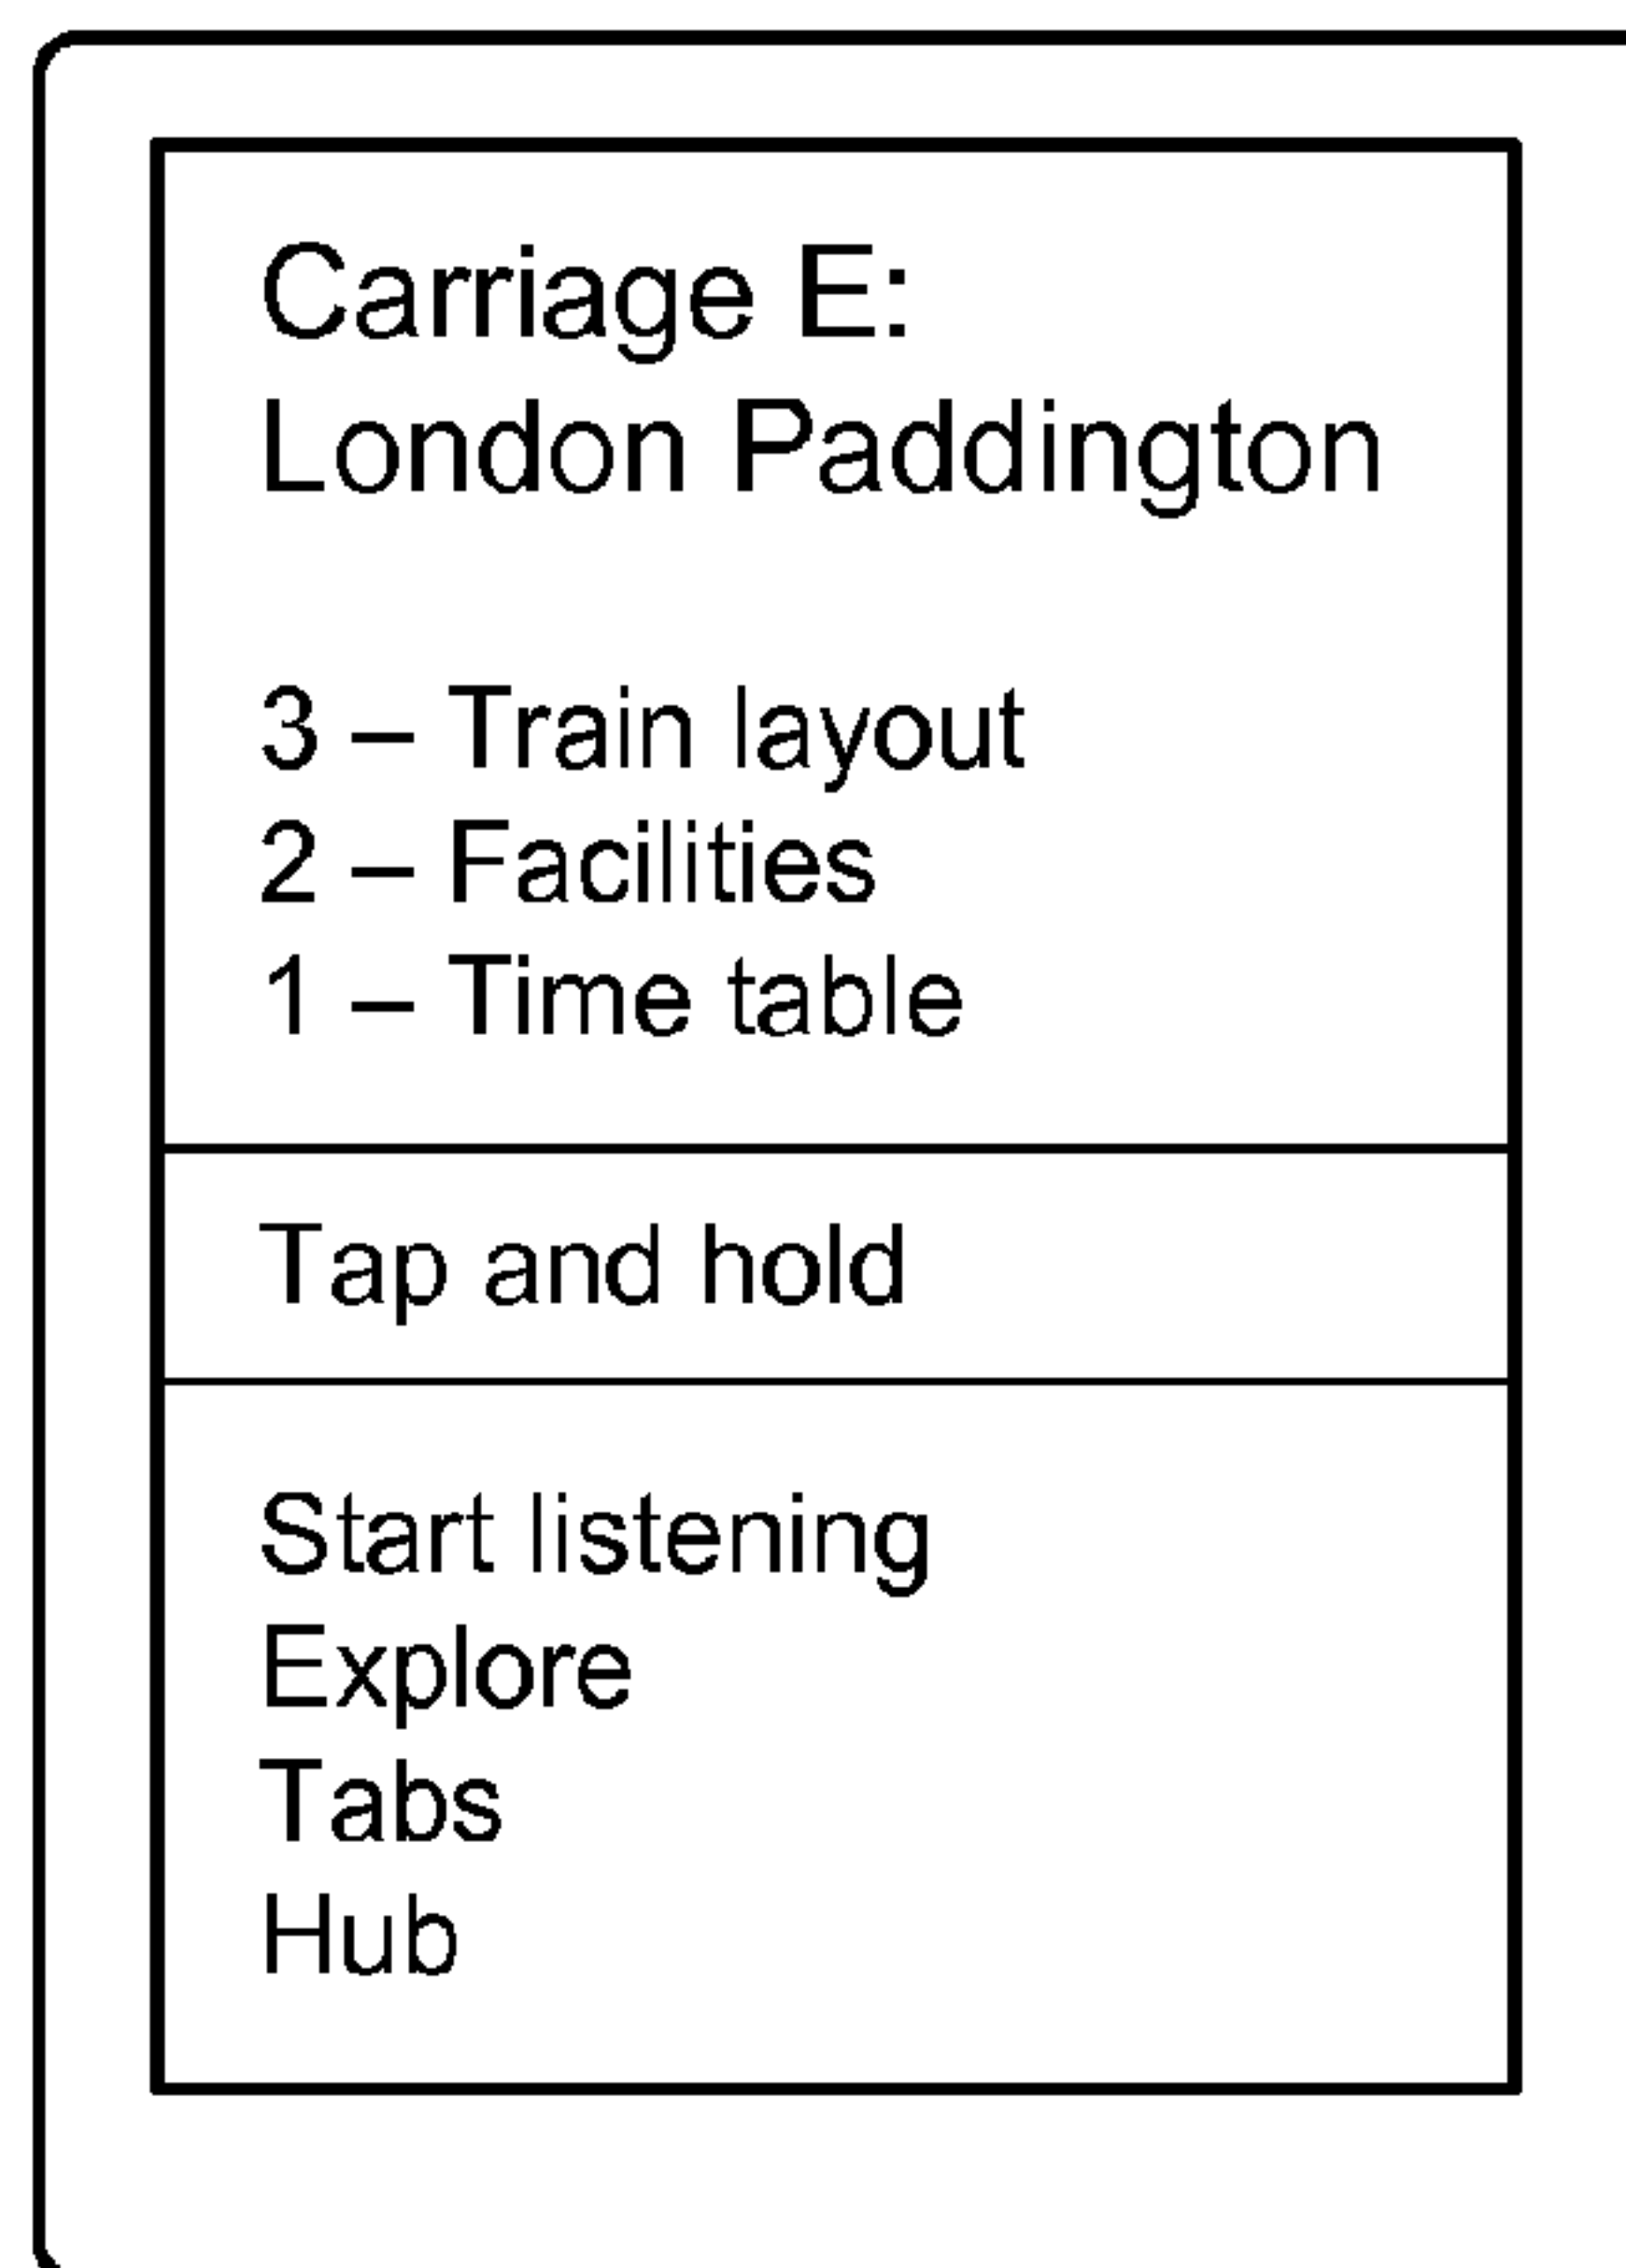 Carriage E:
London Paddington
3 – Train layout
2 – Facilities
1 – Time table
Tap and hold
Start listening
Explore
Tabs
Hub